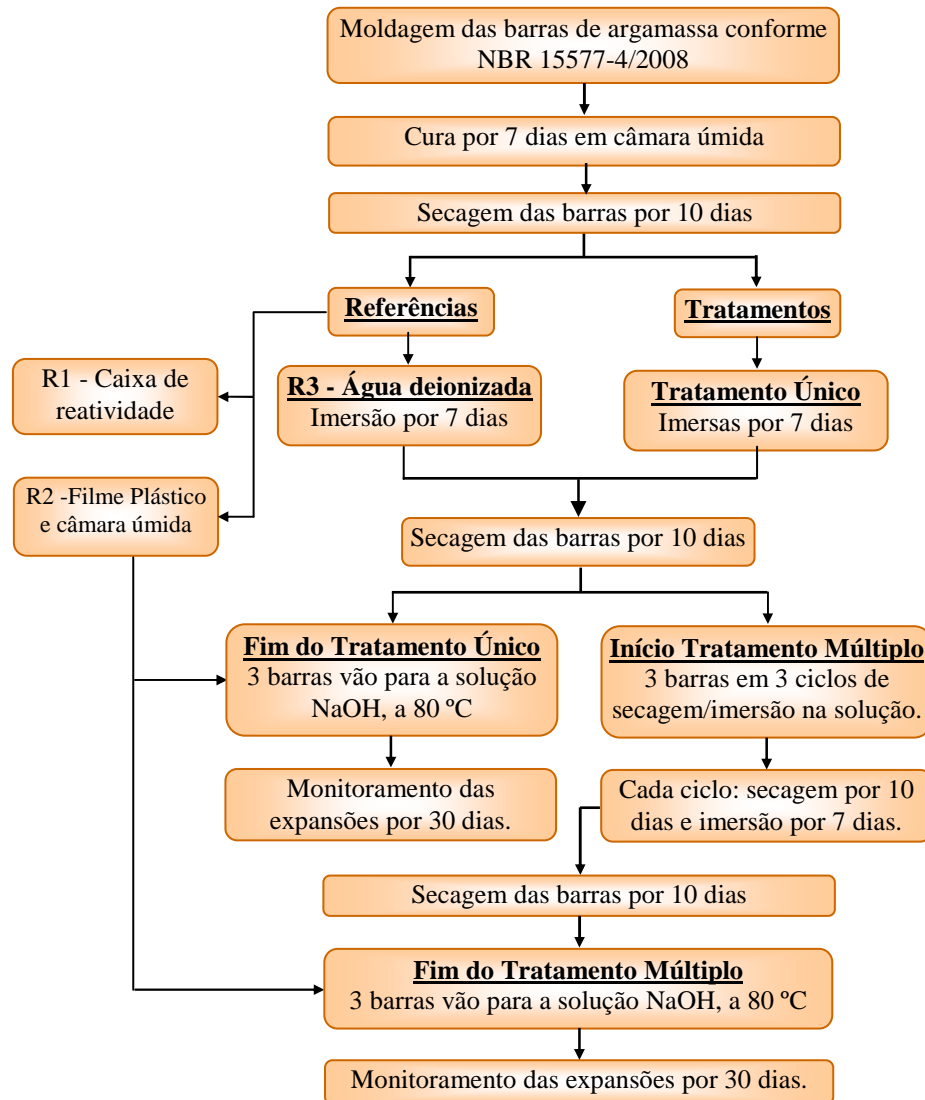 Moldagem das barras de argamassa conforme
NBR 15577-4/2008
Cura por 7 dias em câmara úmida
Secagem das barras por 10 dias
Referências
Tratamentos
R1 - Caixa de
reatividade
R3 - Água deionizada
Imersão por 7 dias
Tratamento Único
Imersas por 7 dias
R2 -Filme Plástico
e câmara úmida
Secagem das barras por 10 dias
Fim do Tratamento Único
3 barras vão para a solução
NaOH, a 80 ºC
Início Tratamento Múltiplo
3 barras em 3 ciclos de
secagem/imersão na solução.
Monitoramento das
expansões por 30 dias.
Cada ciclo: secagem por 10
dias e imersão por 7 dias.
Secagem das barras por 10 dias
Fim do Tratamento Múltiplo
3 barras vão para a solução NaOH, a 80 ºC
Monitoramento das expansões por 30 dias.